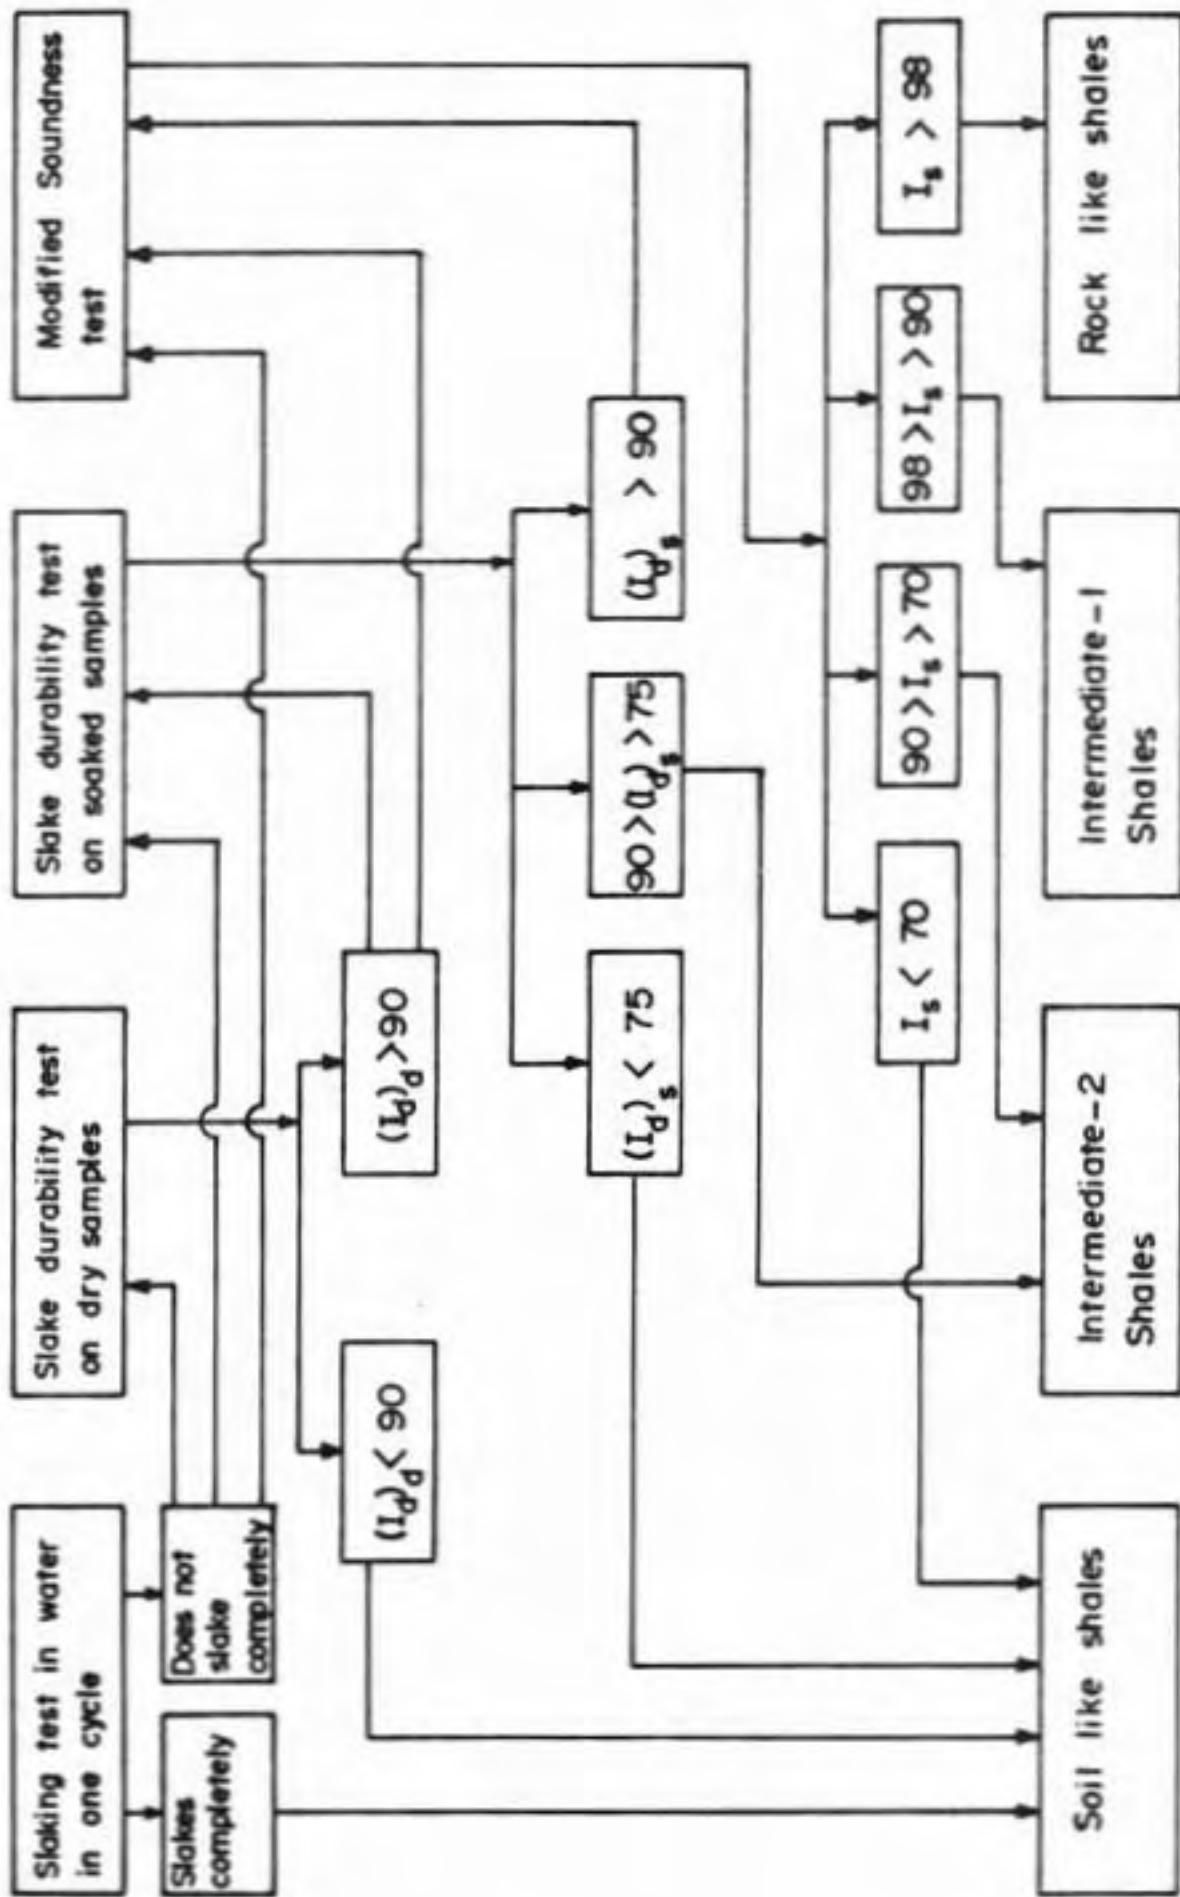 Slaking test in water
in one cycle
Slake durability test
on dry samples
Slake durability test
on soaked samples
Modified Soundness
test
Slakes
completely
Does not
slake
completely
(I_d)_d < 90
(I_d)_d > 90
(I_d)_s < 75
90 > (I_d)_s > 75
(I_d)_s > 90
I_s < 70
90 > I_s > 70
98 > I_s > 90
I_s > 98
Soil like shales
Intermediate-2
Shales
Intermediate-1
Shales
Rock like shales